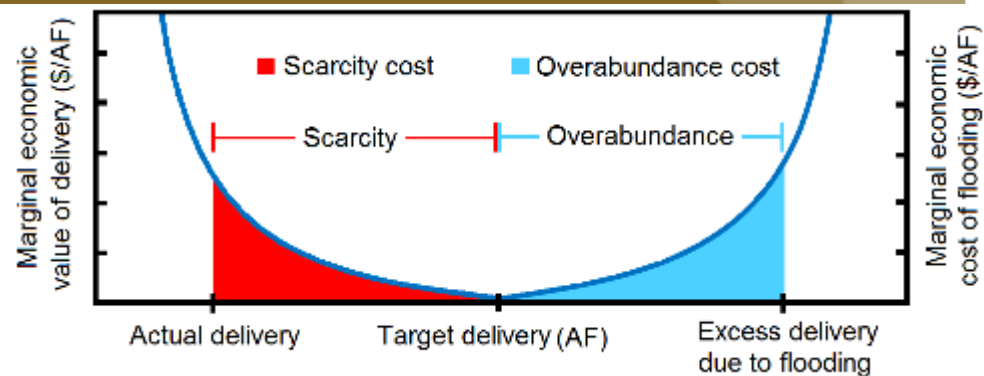 Marginal economic
value of delivery ($/AF)
Scarcity cost
Overabundance cost
Scarcity
Overabundance
Marginal economic
cost of flooding ($/AF)
Actual delivery
Target delivery (AF)
Excess delivery
due to flooding